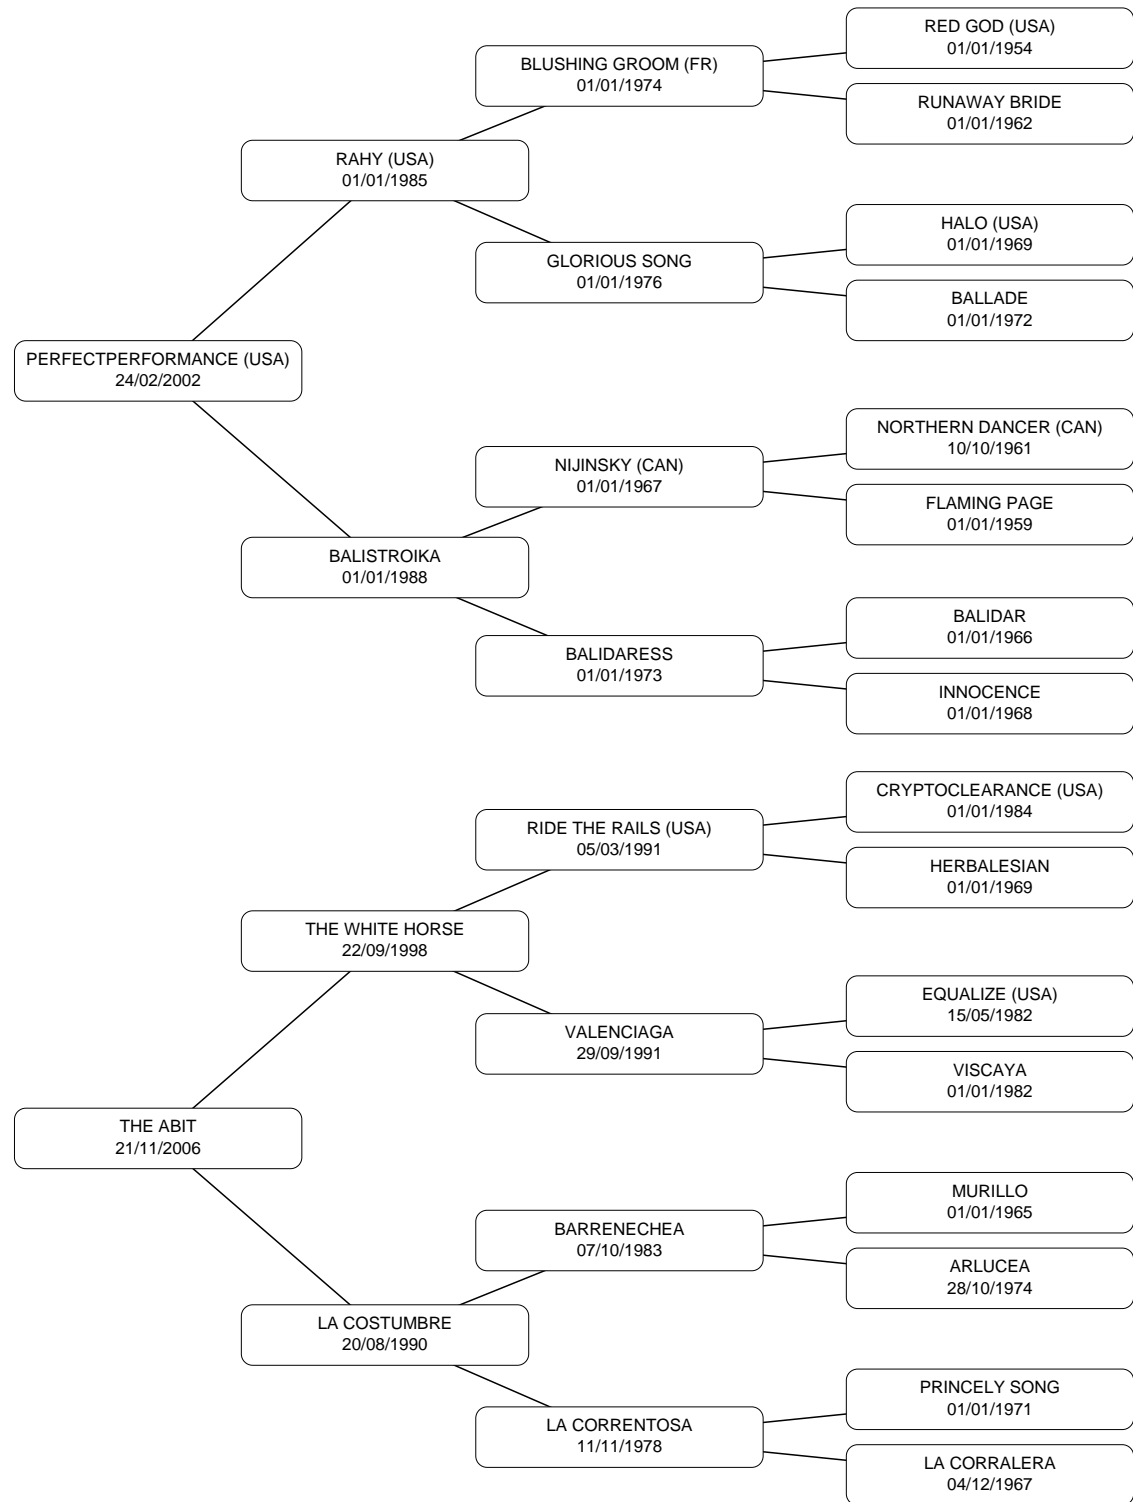 RED GOD (USA)
01/01/1954
BLUSHING GROOM (FR)
01/01/1974
RUNAWAY BRIDE
01/01/1962
RAHY (USA)
01/01/1985
HALO (USA)
01/01/1969
GLORIOUS SONG
01/01/1976
BALLADE
01/01/1972
PERFECTPERFORMANCE (USA)
24/02/2002
NORTHERN DANCER (CAN)
10/10/1961
NIJINSKY (CAN)
01/01/1967
FLAMING PAGE
01/01/1959
BALISTROIKA
01/01/1988
BALIDAR
01/01/1966
BALIDARESS
01/01/1973
INNOCENCE
01/01/1968
CRYPTOCLEARANCE (USA)
01/01/1984
RIDE THE RAILS (USA)
05/03/1991
HERBALESIAN
01/01/1969
THE WHITE HORSE
22/09/1998
EQUALIZE (USA)
15/05/1982
VALENCIAGA
29/09/1991
VISCAYA
01/01/1982
THE ABIT
21/11/2006
MURILLO
01/01/1965
BARRENECHEA
07/10/1983
ARLUCEA
28/10/1974
LA COSTUMBRE
20/08/1990
PRINCELY SONG
01/01/1971
LA CORRENTOSA
11/11/1978
LA CORRALERA
04/12/1967